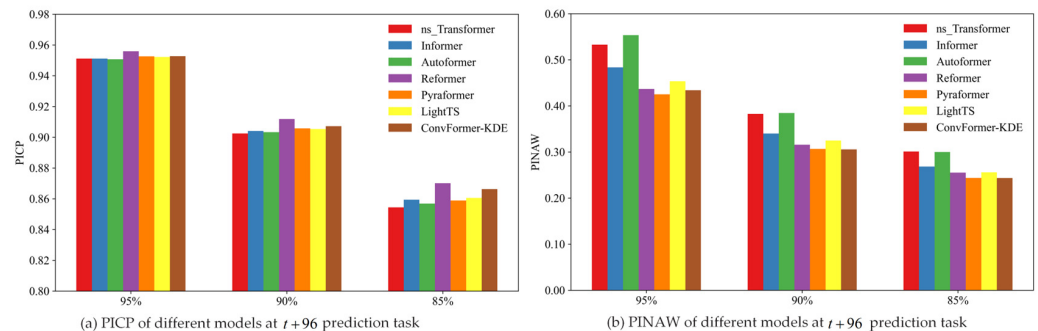 0.98
0.96
0.94
0.92
0.90
0.88
0.86
0.84
0.82
0.80
PICP
ns_Transformer
Informer
Autoformer
Reformer
Pyraformer
LightTS
ConvFormer-KDE
95%
90%
85%
(a) PICP of different models at t+96 prediction task
0.60
0.50
0.40
0.30
0.20
0.10
0.00
PINAW
ns_Transformer
Informer
Autoformer
Reformer
Pyraformer
LightTS
ConvFormer-KDE
95%
90%
85%
(b) PINAW of different models at t+96 prediction task